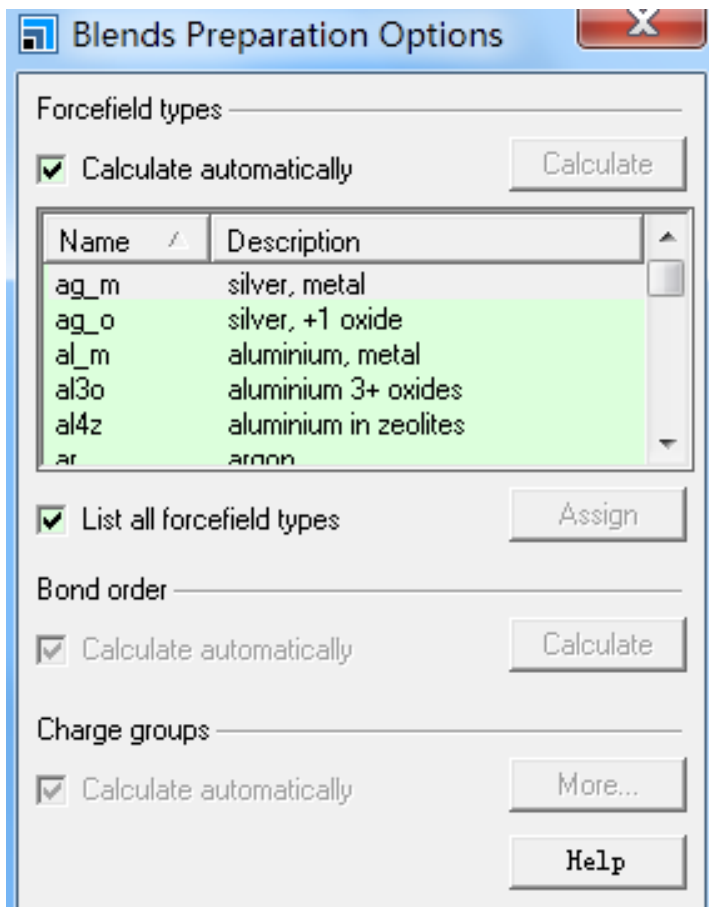 Blends Preparation Options
Forcefield types
Calculate automatically Calculate
Name Description
ag_m silver, metal
ag_o silver, +1 oxide
al_m aluminium, metal
al3o aluminium 3+ oxides
al4z aluminium in zeolites
ar argon
List all forcefield types Assign
Bond order
Calculate automatically Calculate
Charge groups
Calculate automatically More...
Help